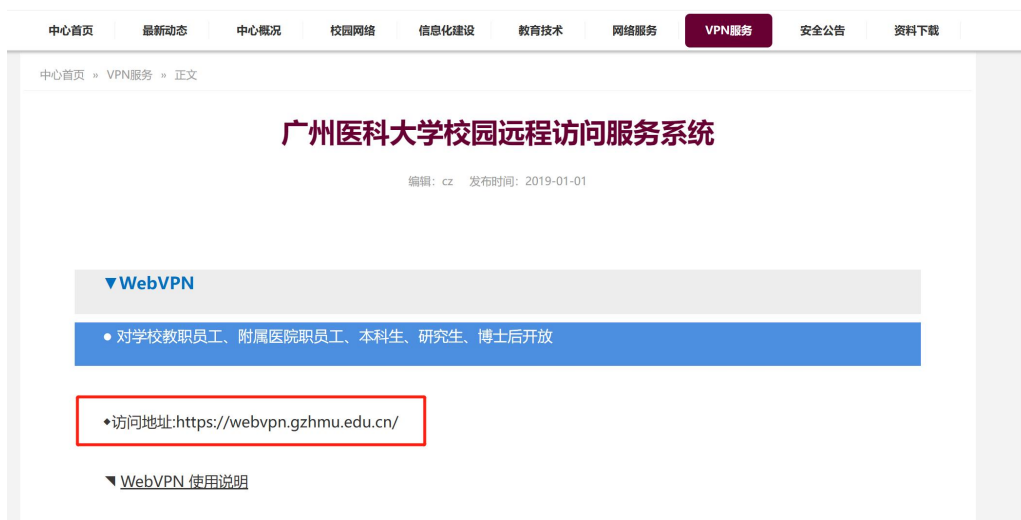 中心首页 最新动态 中心概况 校园网络 信息化建设 教育技术 网络服务 VPN服务 安全公告 资料下载
中心首页 » VPN服务 » 正文
广州医科大学校园远程访问服务系统
编辑：cz 发布时间：2019-01-01
▼WebVPN
● 对学校教职员工、附属医院职员工、本科生、研究生、博士后开放
◆访问地址:https://webvpn.gzhmu.edu.cn/
◥ WebVPN 使用说明